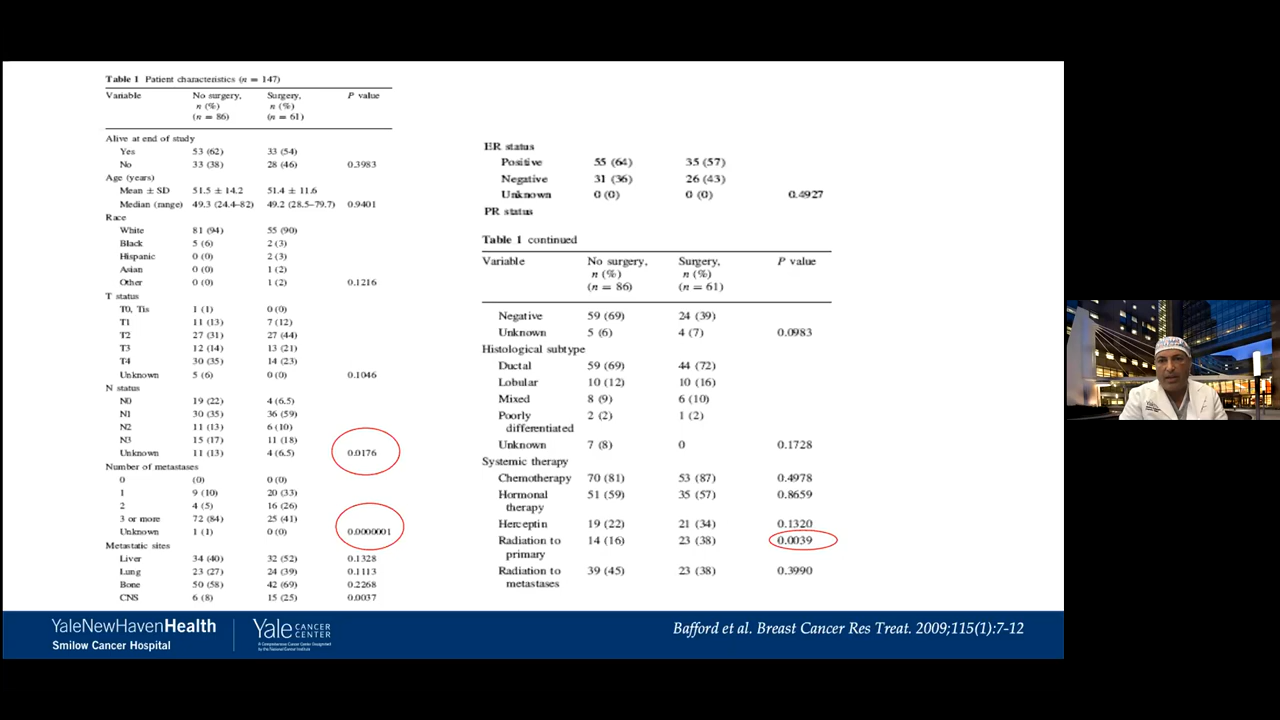 Table 1 Patient characteristics (n = 147)
Variable No surgery, Surgery, P value
n (%) n (%)
(n = 86) (n = 61)
Alive at end of study
Yes 53 (62) 33 (54)
No 33 (38) 28 (46) 0.3983
Age (years)
Mean ± SD 51.5 ± 14.2 51.4 ± 11.6
Median (range) 49.3 (24.4–82) 49.2 (28.5–79.7) 0.9401
Race
White 81 (94) 55 (90)
Black 5 (6) 2 (3)
Hispanic 0 (0) 2 (3)
Asian 0 (0) 1 (2)
Other 0 (0) 1 (2) 0.1216
T status
T0, Tis 1 (1) 0 (0)
T1 11 (13) 7 (12)
T2 27 (31) 27 (44)
T3 12 (14) 13 (21)
T4 30 (35) 14 (23)
Unknown 5 (6) 0 (0) 0.1046
N status
N0 19 (22) 4 (6.5)
N1 30 (35) 36 (59)
N2 11 (13) 6 (10)
N3 15 (17) 11 (18)
Unknown 11 (13) 4 (6.5) 0.0176
Number of metastases
0 (0) 0 (0)
1 9 (10) 20 (33)
2 4 (5) 16 (26)
3 or more 72 (84) 25 (41)
Unknown 1 (1) 0 (0) 0.0000001
Metastatic sites
Liver 34 (40) 32 (52) 0.1328
Lung 23 (27) 24 (39) 0.1113
Bone 50 (58) 42 (69) 0.2268
CNS 6 (8) 15 (25) 0.0037
ER status
Positive 55 (64) 35 (57)
Negative 31 (36) 26 (43)
Unknown 0 (0) 0 (0) 0.4927
PR status
Table 1 continued
Variable No surgery, Surgery, P value
n (%) n (%)
(n = 86) (n = 61)
Negative 59 (69) 24 (39)
Unknown 5 (6) 4 (7) 0.0983
Histological subtype
Ductal 59 (69) 44 (72)
Lobular 10 (12) 10 (16)
Mixed 8 (9) 6 (10)
Poorly 2 (2) 1 (2)
differentiated
Unknown 7 (8) 0 0.1728
Systemic therapy
Chemotherapy 70 (81) 53 (87) 0.4978
Hormonal 51 (59) 35 (57) 0.8659
therapy
Herceptin 19 (22) 21 (34) 0.1320
Radiation to 14 (16) 23 (38) 0.0039
primary
Radiation to 39 (45) 23 (38) 0.3990
metastases
YaleNewHavenHealth
Smilow Cancer Hospital
Yale CANCER
CENTER
A Comprehensive Cancer Center Designated
by the National Cancer Institute
Bafford et al. Breast Cancer Res Treat. 2009;115(1):7-12
Yale